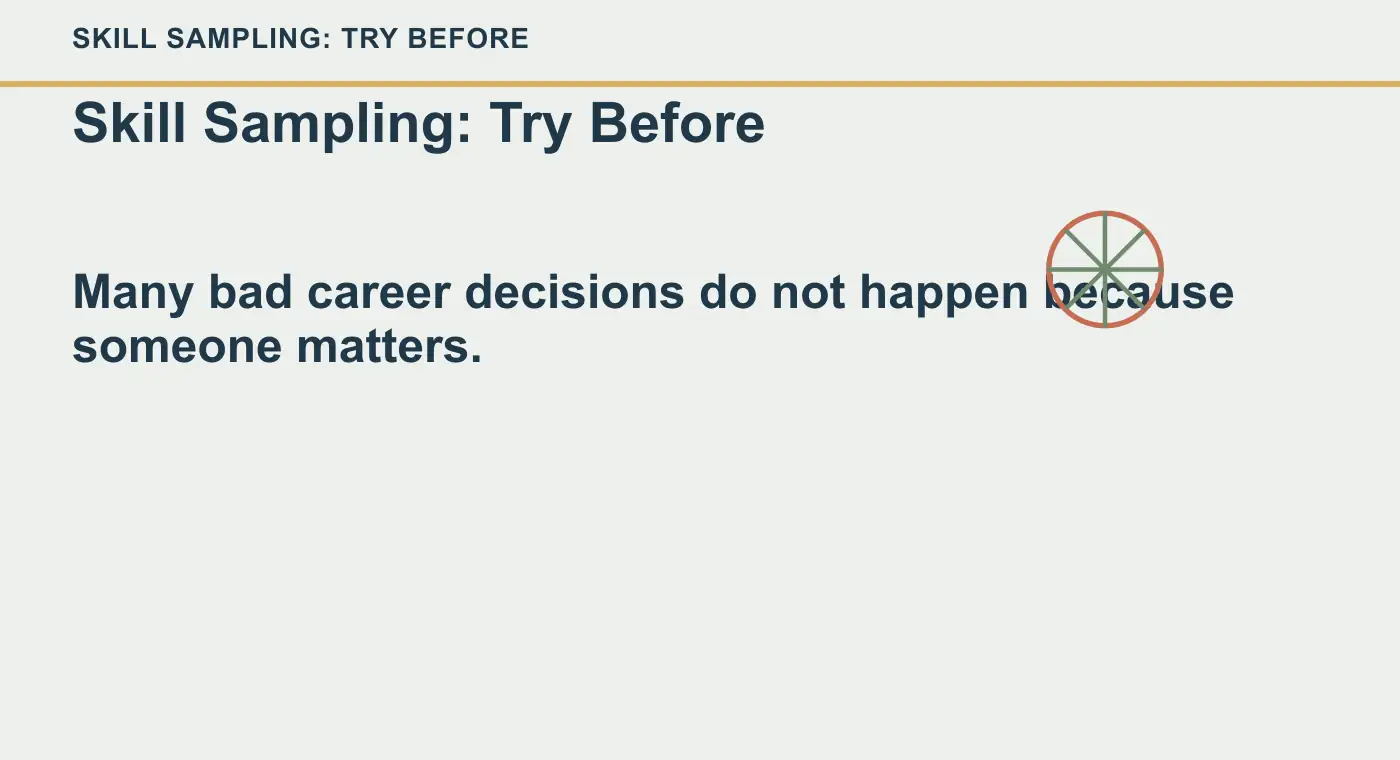 SKILL SAMPLING: TRY BEFORE
Skill Sampling: Try Before
Many bad career decisions do not happen because
someone matters.